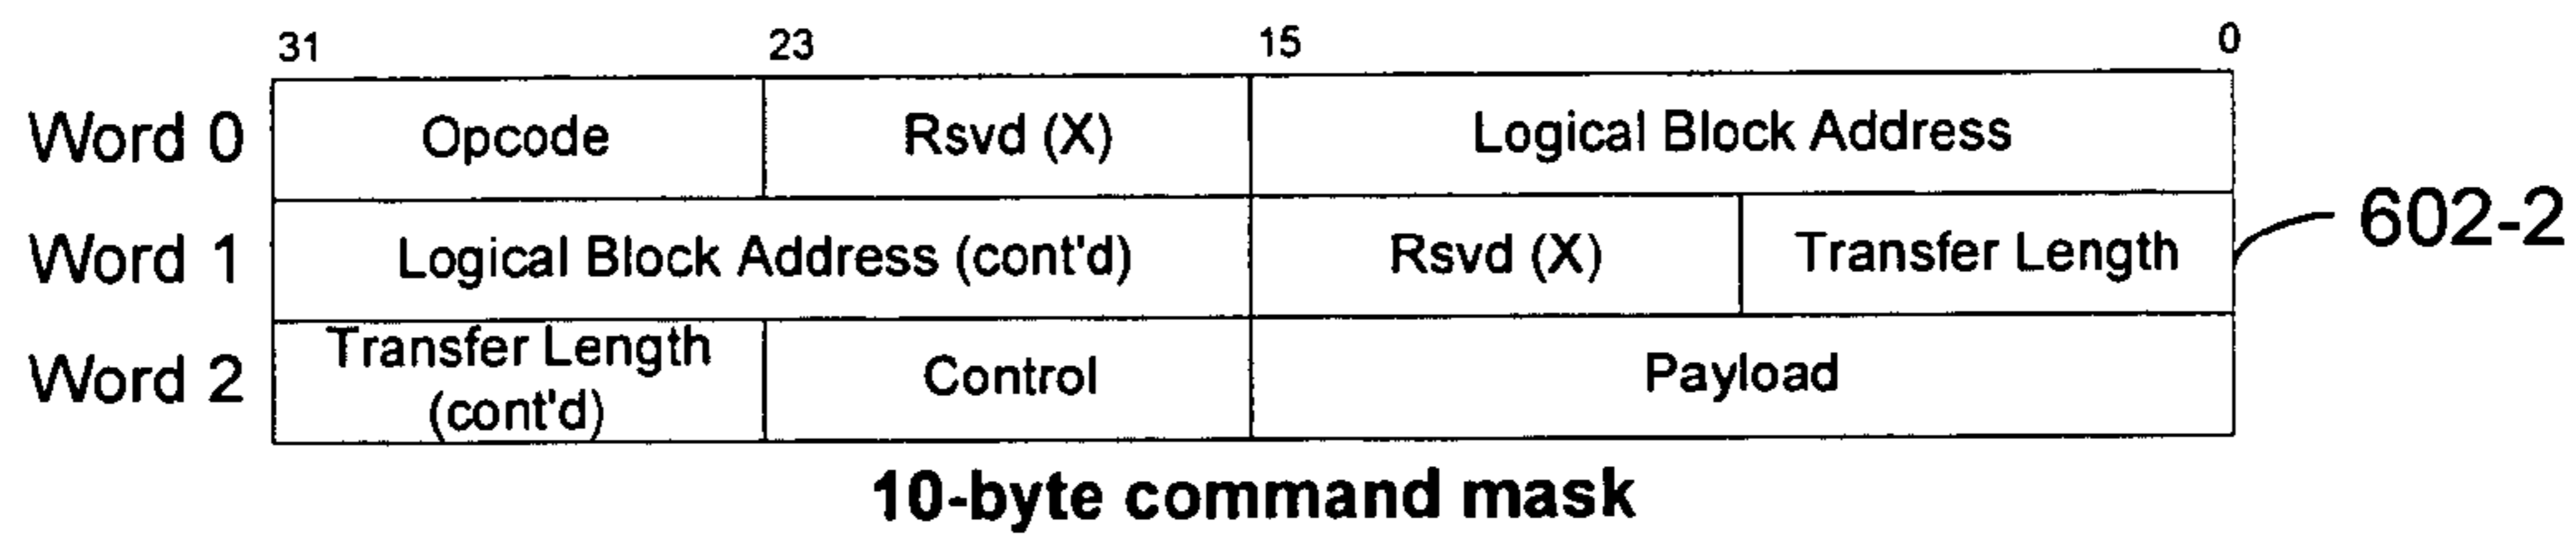 31 23 15 0
Word 0 Opcode Rsvd (X) Logical Block Address
Word 1 Logical Block Address (cont'd) Rsvd (X) Transfer Length 602-2
Word 2 Transfer Length (cont'd) Control Payload
10-byte command mask